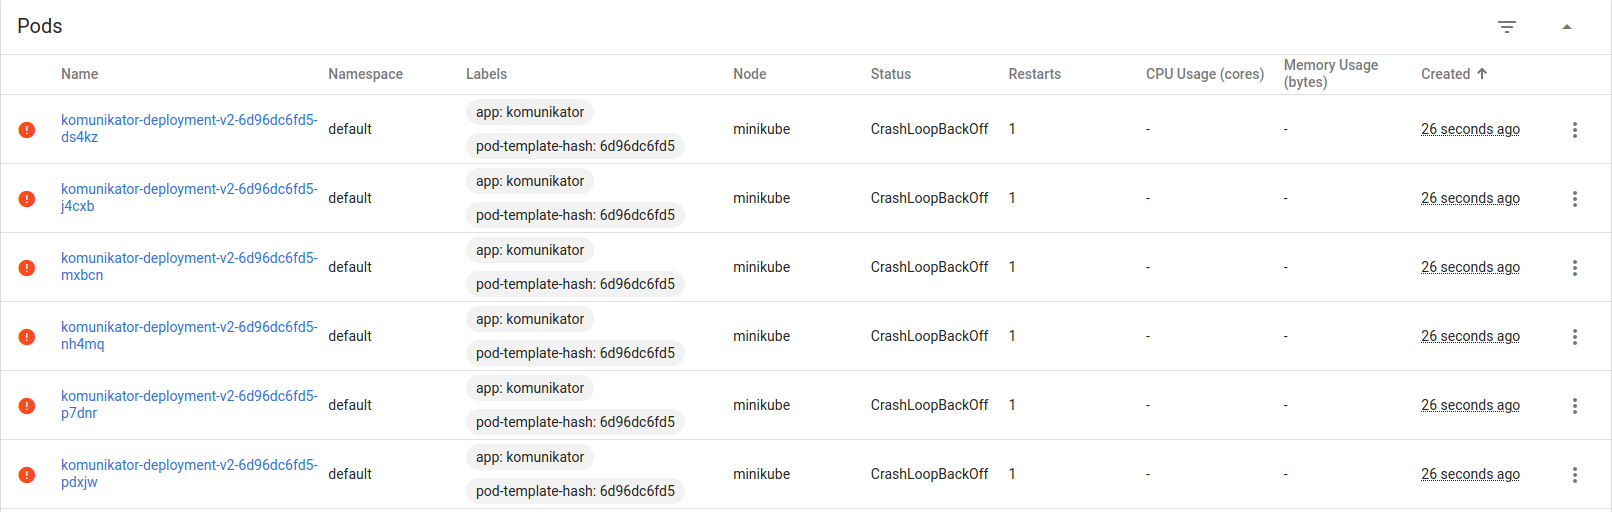 Pods
Name Namespace Labels Node Status Restarts CPU Usage (cores) Memory Usage (bytes) Created
komunikator-deployment-v2-6d96dc6fd5-ds4kz default app: komunikator pod-template-hash: 6d96dc6fd5 minikube CrashLoopBackOff 1 - - 26 seconds ago
komunikator-deployment-v2-6d96dc6fd5-j4cxb default app: komunikator pod-template-hash: 6d96dc6fd5 minikube CrashLoopBackOff 1 - - 26 seconds ago
komunikator-deployment-v2-6d96dc6fd5-mxbcn default app: komunikator pod-template-hash: 6d96dc6fd5 minikube CrashLoopBackOff 1 - - 26 seconds ago
komunikator-deployment-v2-6d96dc6fd5-nh4mq default app: komunikator pod-template-hash: 6d96dc6fd5 minikube CrashLoopBackOff 1 - - 26 seconds ago
komunikator-deployment-v2-6d96dc6fd5-p7dnr default app: komunikator pod-template-hash: 6d96dc6fd5 minikube CrashLoopBackOff 1 - - 26 seconds ago
komunikator-deployment-v2-6d96dc6fd5-pdxjw default app: komunikator pod-template-hash: 6d96dc6fd5 minikube CrashLoopBackOff 1 - - 26 seconds ago